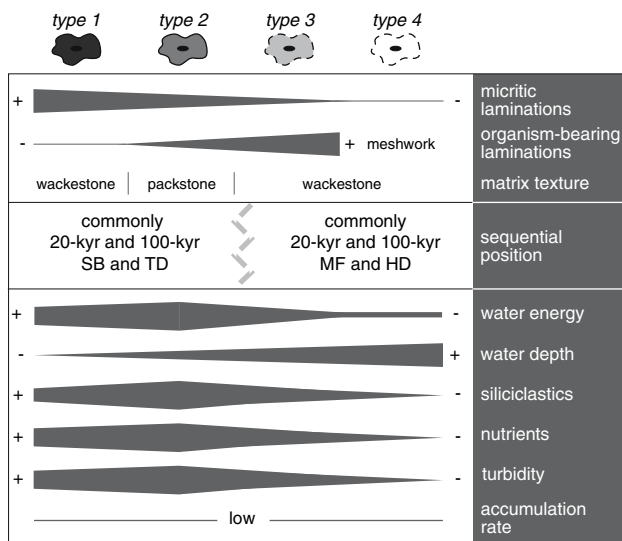 type 1 type 2 type 3 type 4
+ - micritic
laminations
- + meshwork organism-bearing
laminations
wackestone packstone wackestone matrix texture
commonly commonly
20-kyr and 100-kyr 20-kyr and 100-kyr sequential
SB and TD MF and HD position
+ - water energy
- + water depth
+ - siliciclastics
+ - nutrients
+ - turbidity
low accumulation
rate